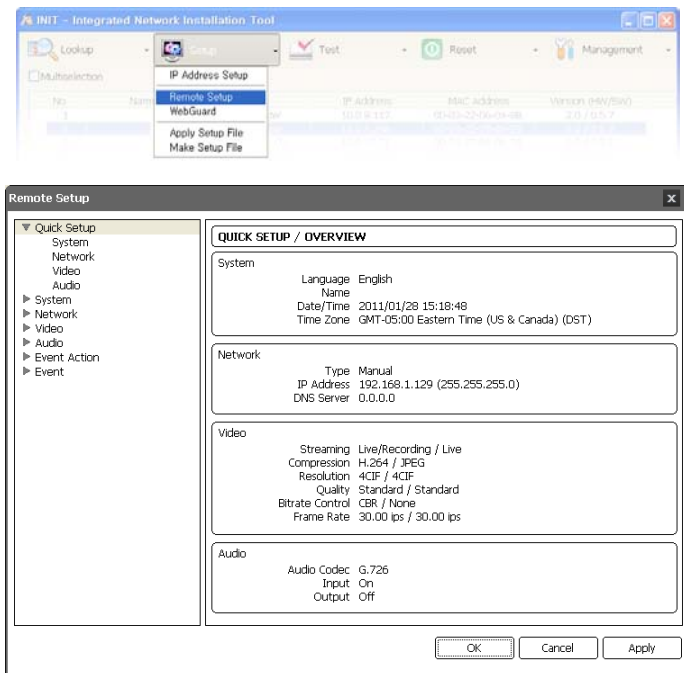 INIT - Integrated Network Installation Tool
Lookup
Setup
Test
Reset
Management
Multiselection
IP Address Setup
Remote Setup
WebGuard
Apply Setup File
Make Setup File
No
IP Address
MAC Address
Version (HW/SW)
1
Remote Setup
Quick Setup
System
Network
Video
Audio
System
Network
Video
Audio
Event Action
Event
QUICK SETUP / OVERVIEW
System
Language English
Name
Date/Time 2011/01/28 15:18:48
Time Zone GMT-05:00 Eastern Time (US & Canada) (DST)
Network
Type Manual
IP Address 192.168.1.129 (255.255.255.0)
DNS Server 0.0.0.0
Video
Streaming Live/Recording / Live
Compression H.264 / JPEG
Resolution 4CIF / 4CIF
Quality Standard / Standard
Bitrate Control CBR / None
Frame Rate 30.00 ips / 30.00 ips
Audio
Audio Codec G.726
Input On
Output Off
OK Cancel Apply